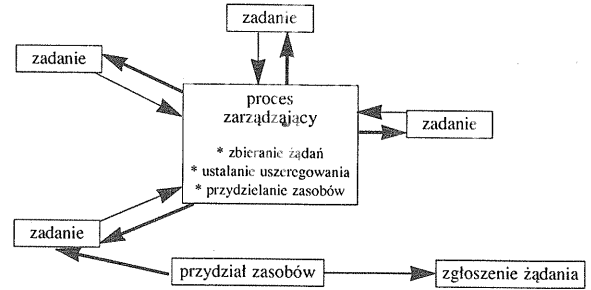 zadanie
zadanie
proces
zarządzający
zadanie
* zbieranie żądań
* ustalanie uszeregowania
* przydzielanie zasobów
zadanie
przydział zasobów
zgłoszenie żądania